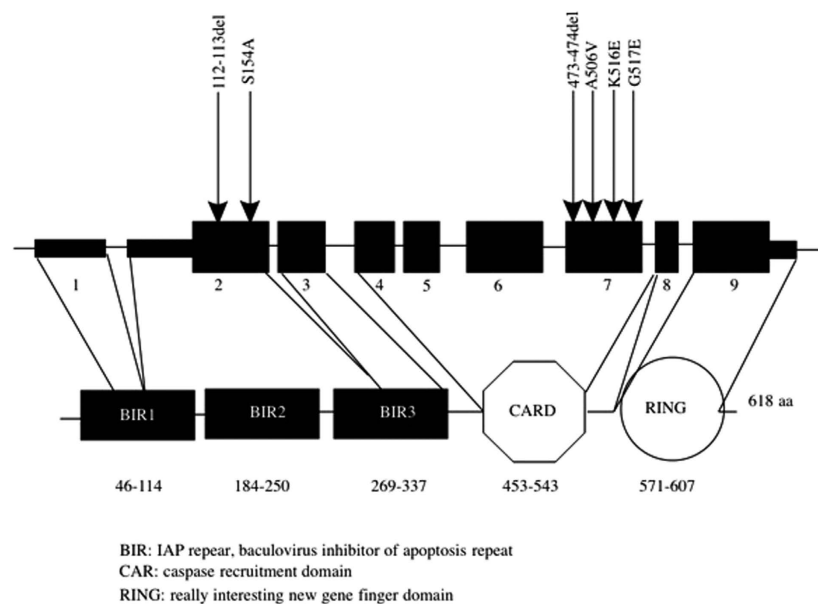 112-113del
S154A
473-474del
A506V
K516E
G517E
1 2 3 4 5 6 7 8 9
BIR1 BIR2 BIR3 CARD RING 618 aa
46-114 184-250 269-337 453-543 571-607
BIR: IAP repear, baculovirus inhibitor of apoptosis repeat
CAR: caspase recruitment domain
RING: really interesting new gene finger domain